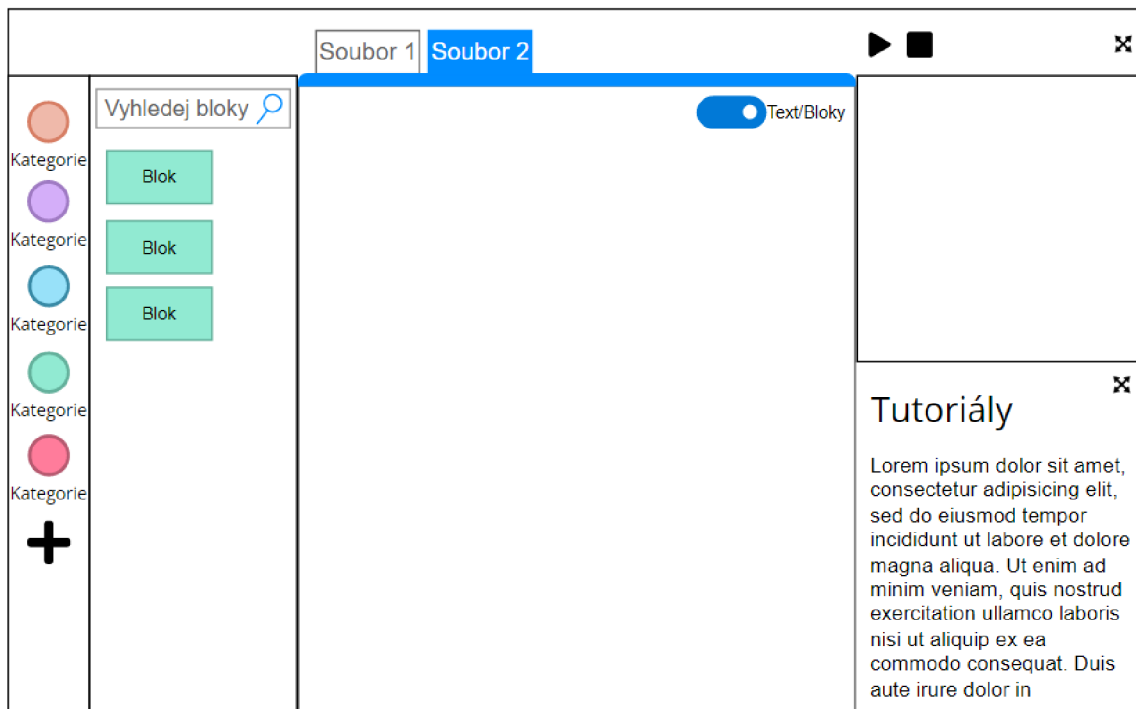 Soubor 1
Soubor 2
Vyhledej bloky
Text/Bloky
Kategorie
Kategorie
Kategorie
Kategorie
Kategorie
Blok
Blok
Blok
Tutoriály
Lorem ipsum dolor sit amet,
consectetur adipisicing elit,
sed do eiusmod tempor
incididunt ut labore et dolore
magna aliqua. Ut enim ad
minim veniam, quis nostrud
exercitation ullamco laboris
nisi ut aliquip ex ea
commodo consequat. Duis
aute irure dolor in